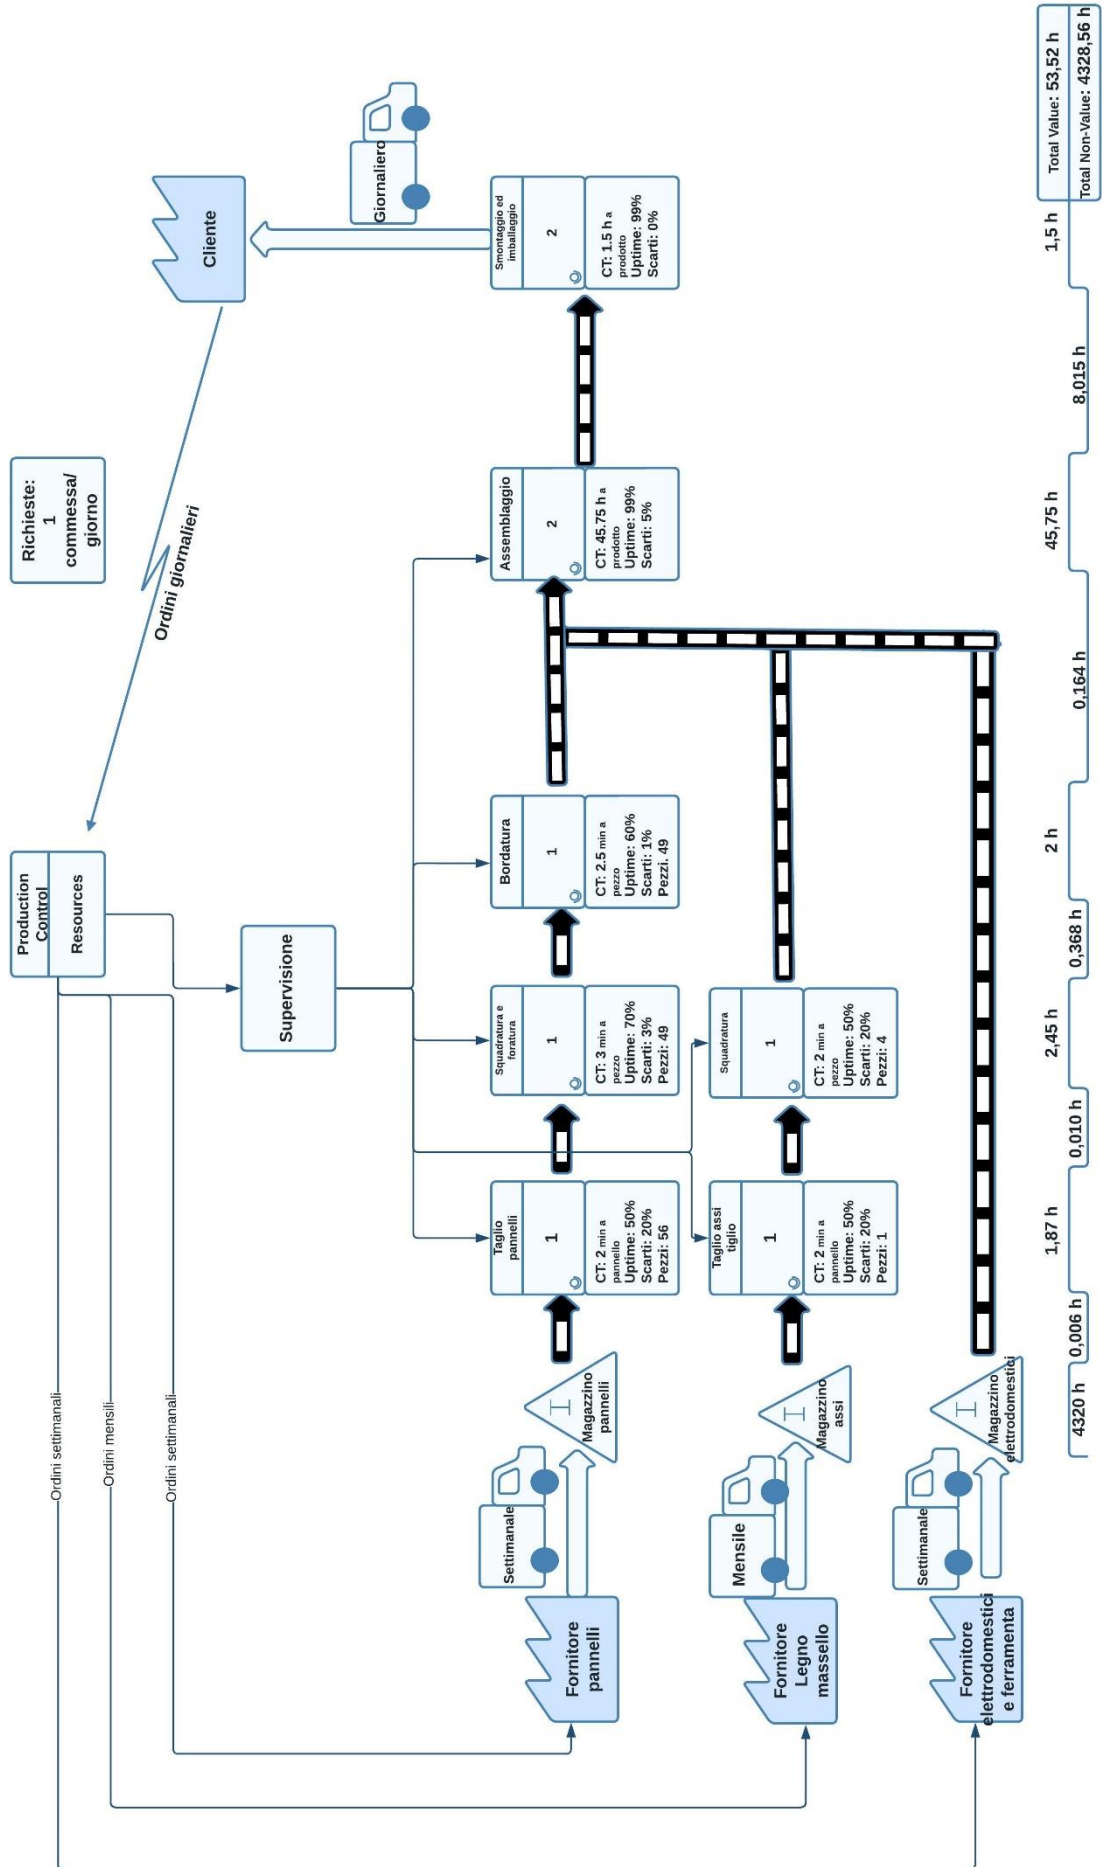 Production
Control
Resources
Richieste:
1
commessa/
giorno
Ordini giornalieri
Cliente
Giornaliero
Supervisione
Ordini settimanali
Ordini mensili
Ordini settimanali
Fornitore
pannelli
Settimanale
Magazzino
pannelli
Taglio
pannelli
1
CT: 2 min a
pannello
Uptime: 50%
Scarti: 20%
Pezzi: 56
Squadratura e
foratura
1
CT: 3 min a
pezzo
Uptime: 70%
Scarti: 3%
Pezzi: 49
Bordatura
1
CT: 2.5 min a
pezzo
Uptime: 60%
Scarti: 1%
Pezzi. 49
Assemblaggio
2
CT: 45.75 h a
prodotto
Uptime: 99%
Scarti: 5%
Smontaggio ed
imballaggio
2
CT: 1.5 h a
prodotto
Uptime: 99%
Scarti: 0%
Fornitore
Legno
massello
Mensile
Magazzino
assi
Taglio assi
tiglio
1
CT: 2 min a
pannello
Uptime: 50%
Scarti: 20%
Pezzi: 1
Squadratura
1
CT: 2 min a
pezzo
Uptime: 50%
Scarti: 20%
Pezzi: 4
Fornitore
elettrodomestici
e ferramenta
Settimanale
Magazzino
elettrodomestici
4320 h
0,006 h
1,87 h
0,010 h
2,45 h
0,368 h
2 h
0,164 h
45,75 h
8,015 h
1,5 h
Total Value: 53,52 h
Total Non-Value: 4328,56 h